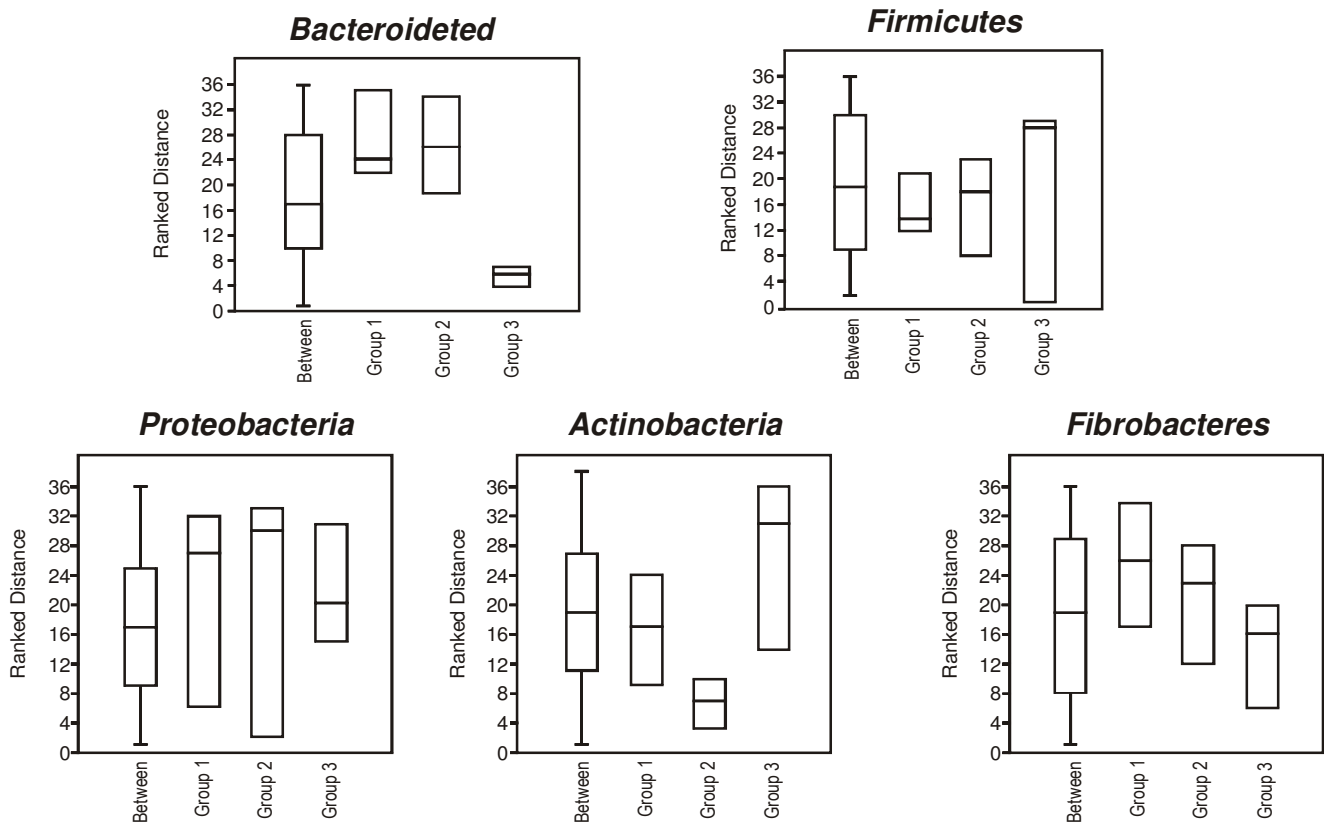 Bacteroideted
Ranked Distance
36
32
28
24
20
16
12
8
4
0
Between
Group 1
Group 2
Group 3
Firmicutes
Ranked Distance
36
32
28
24
20
16
12
8
4
0
Between
Group 1
Group 2
Group 3
Proteobacteria
Ranked Distance
36
32
28
24
20
16
12
8
4
0
Between
Group 1
Group 2
Group 3
Actinobacteria
Ranked Distance
36
32
28
24
20
16
12
8
4
0
Between
Group 1
Group 2
Group 3
Fibrobacteres
Ranked Distance
36
32
28
24
20
16
12
8
4
0
Between
Group 1
Group 2
Group 3